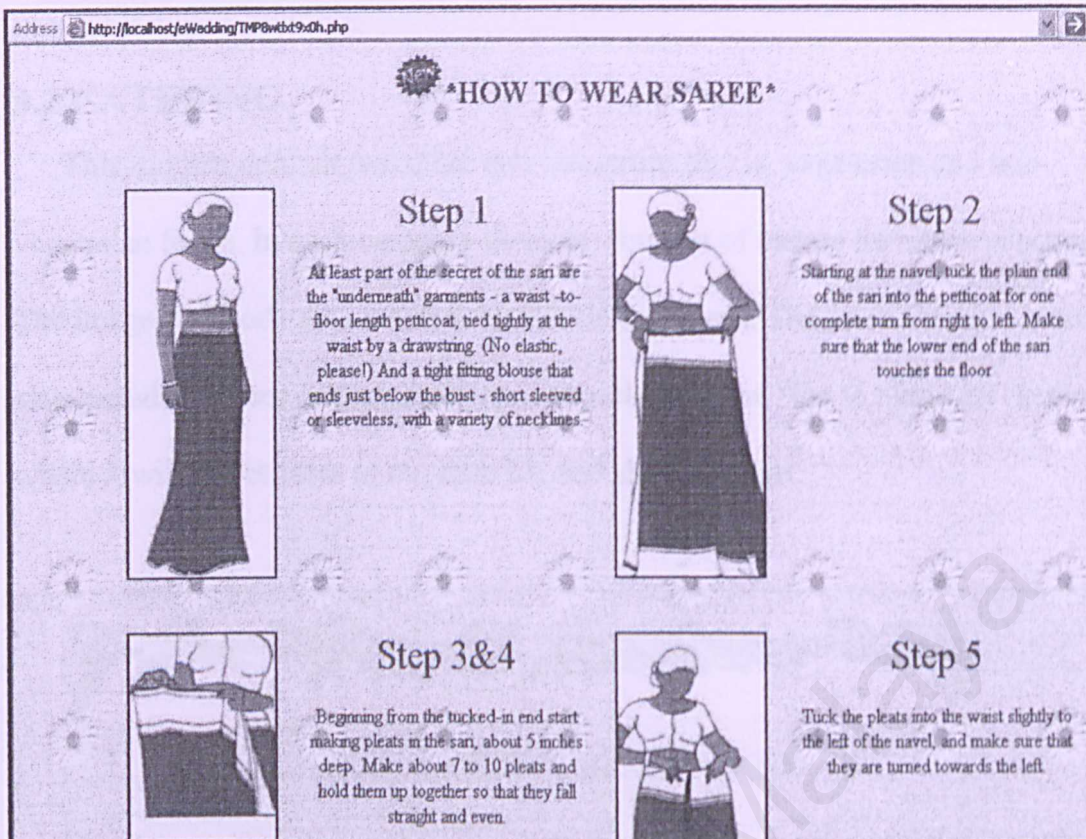 Address http://localhost/eWedding/TMP8wtbxt9x0h.php
New *HOW TO WEAR SAREE*
Step 1
At least part of the secret of the sari are
the "underneath" garments - a waist -to-
floor length petticoat, tied tightly at the
waist by a drawstring. (No elastic,
please!) And a tight fitting blouse that
ends just below the bust - short sleeved
or sleeveless, with a variety of necklines.
Step 2
Starting at the navel, tuck the plain end
of the sari into the petticoat for one
complete turn from right to left. Make
sure that the lower end of the sari
touches the floor
Step 3&4
Beginning from the tucked-in end start
making pleats in the sari, about 5 inches
deep. Make about 7 to 10 pleats and
hold them up together so that they fall
straight and even.
Step 5
Tuck the pleats into the waist slightly to
the left of the navel, and make sure that
they are turned towards the left.
Malaya